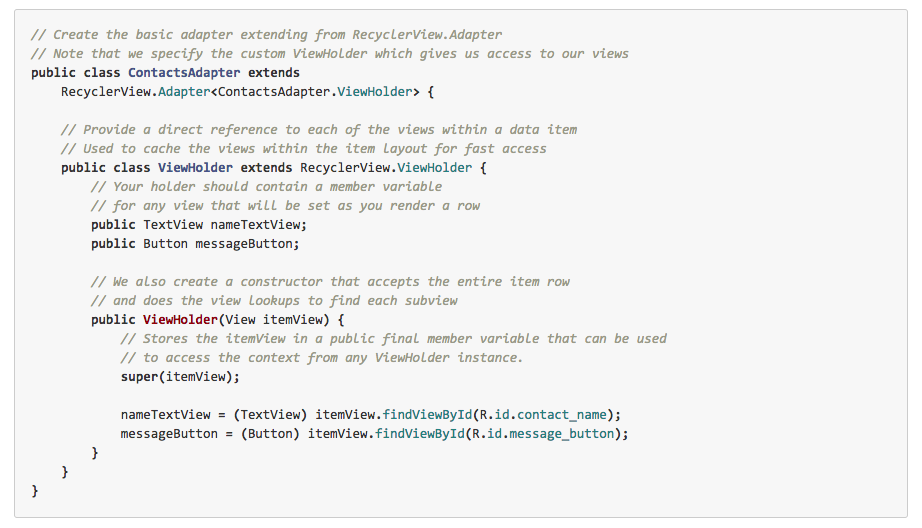 // Create the basic adapter extending from RecyclerView.Adapter
// Note that we specify the custom ViewHolder which gives us access to our views
public class ContactsAdapter extends
    RecyclerView.Adapter<ContactsAdapter.ViewHolder> {

    // Provide a direct reference to each of the views within a data item
    // Used to cache the views within the item layout for fast access
    public class ViewHolder extends RecyclerView.ViewHolder {
        // Your holder should contain a member variable
        // for any view that will be set as you render a row
        public TextView nameTextView;
        public Button messageButton;

        // We also create a constructor that accepts the entire item row
        // and does the view lookups to find each subview
        public ViewHolder(View itemView) {
            // Stores the itemView in a public final member variable that can be used
            // to access the context from any ViewHolder instance.
            super(itemView);

            nameTextView = (TextView) itemView.findViewById(R.id.contact_name);
            messageButton = (Button) itemView.findViewById(R.id.message_button);
        }
    }
}